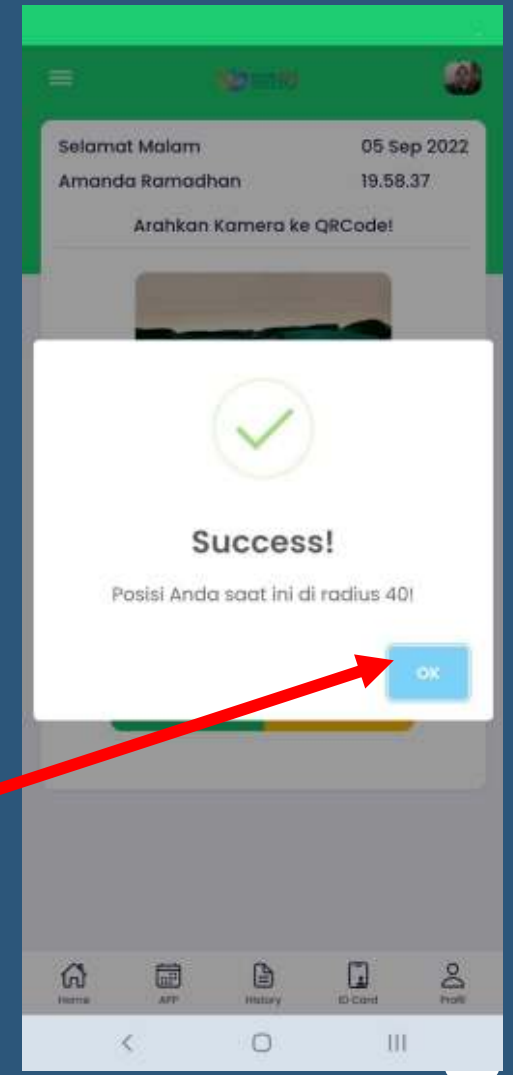 Selamat Malam 05 Sep 2022
Amanda Ramadhan 19.58.37
Arahkan Kamera ke QRCode!
Success!
Posisi Anda saat ini di radius 40!
OK
Home APP History ID Card Profil